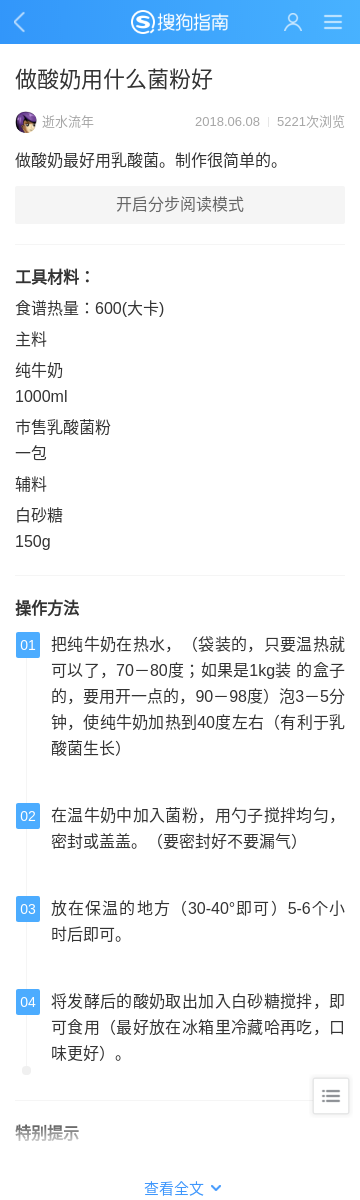 搜狗指南
做酸奶用什么菌粉好
逝水流年 2018.06.08 5221次浏览
做酸奶最好用乳酸菌。制作很简单的。
开启分步阅读模式
工具材料：
食谱热量：600(大卡)
主料
纯牛奶
1000ml
市售乳酸菌粉
一包
辅料
白砂糖
150g
操作方法
01 把纯牛奶在热水，（袋装的，只要温热就
可以了，70－80度；如果是1kg装 的盒子
的，要用开一点的，90－98度）泡3－5分
钟，使纯牛奶加热到40度左右（有利于乳
酸菌生长）
02 在温牛奶中加入菌粉，用勺子搅拌均匀，
密封或盖盖。（要密封好不要漏气）
03 放在保温的地方（30-40°即可）5-6个小
时后即可。
04 将发酵后的酸奶取出加入白砂糖搅拌，即
可食用（最好放在冰箱里冷藏哈再吃，口
味更好）。
特别提示
查看全文